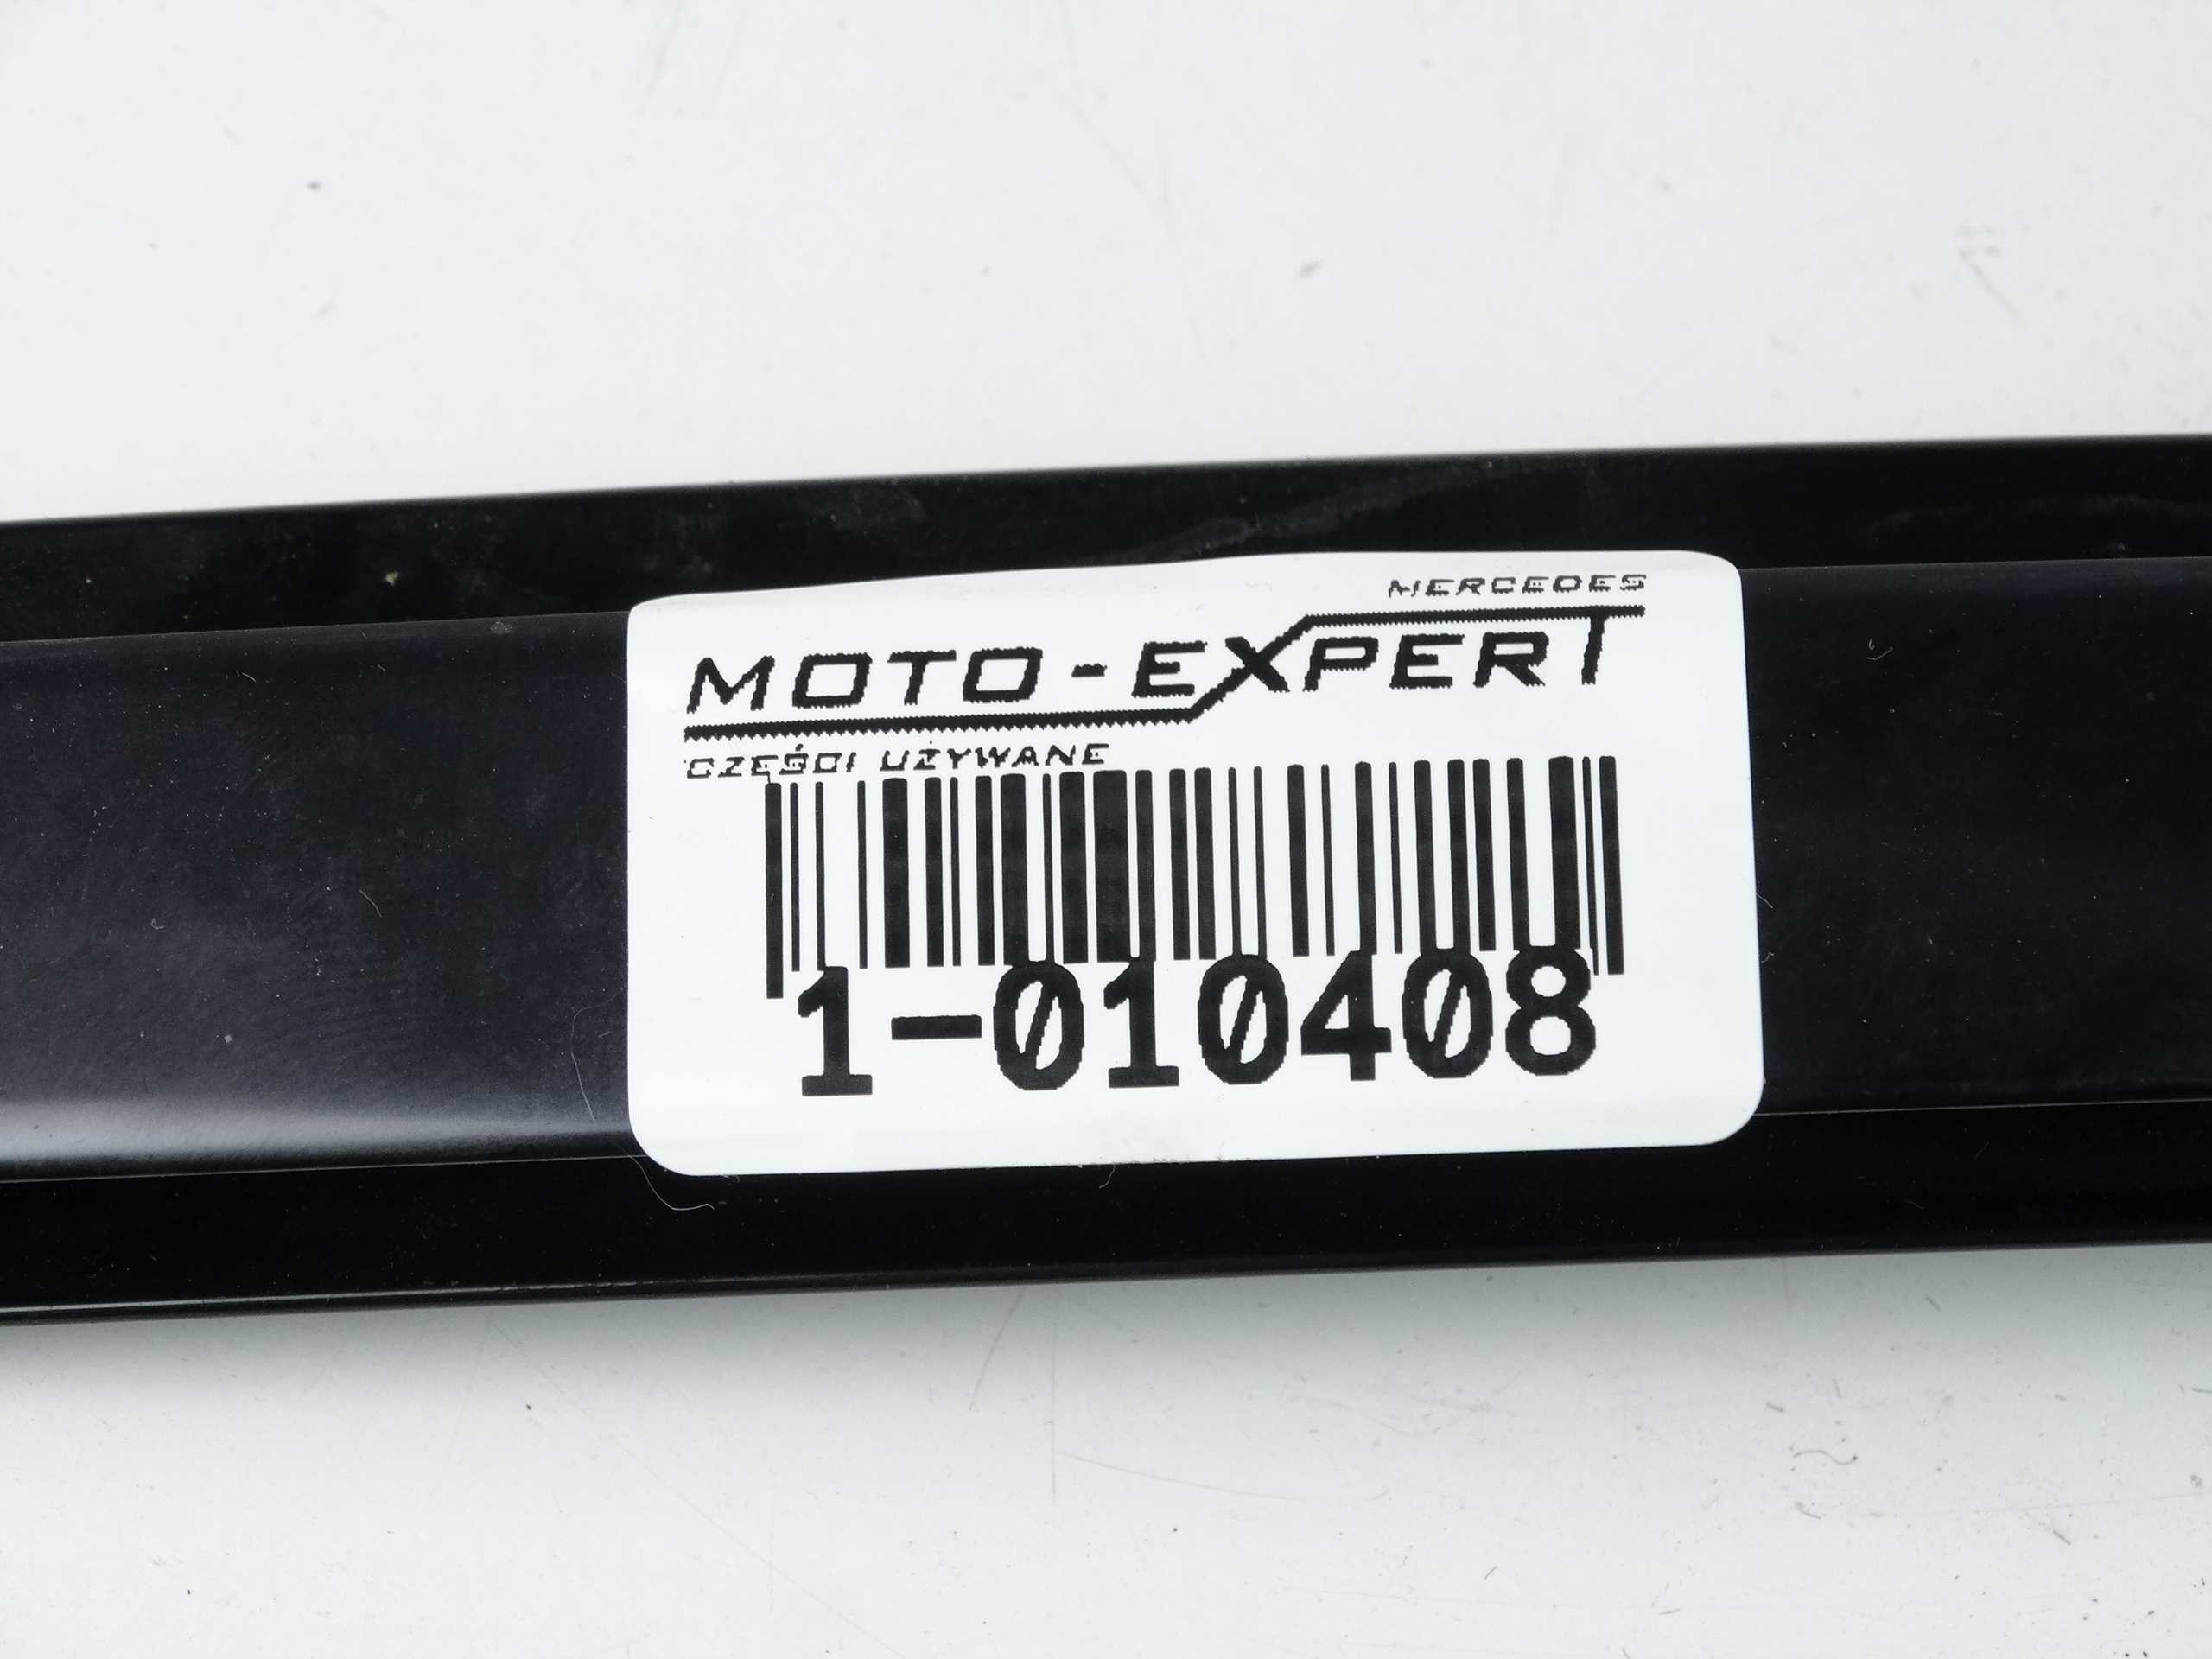 MERCEDES
MOTO-EXPERT
CZĘŚCI UŻYWANE
1-010408